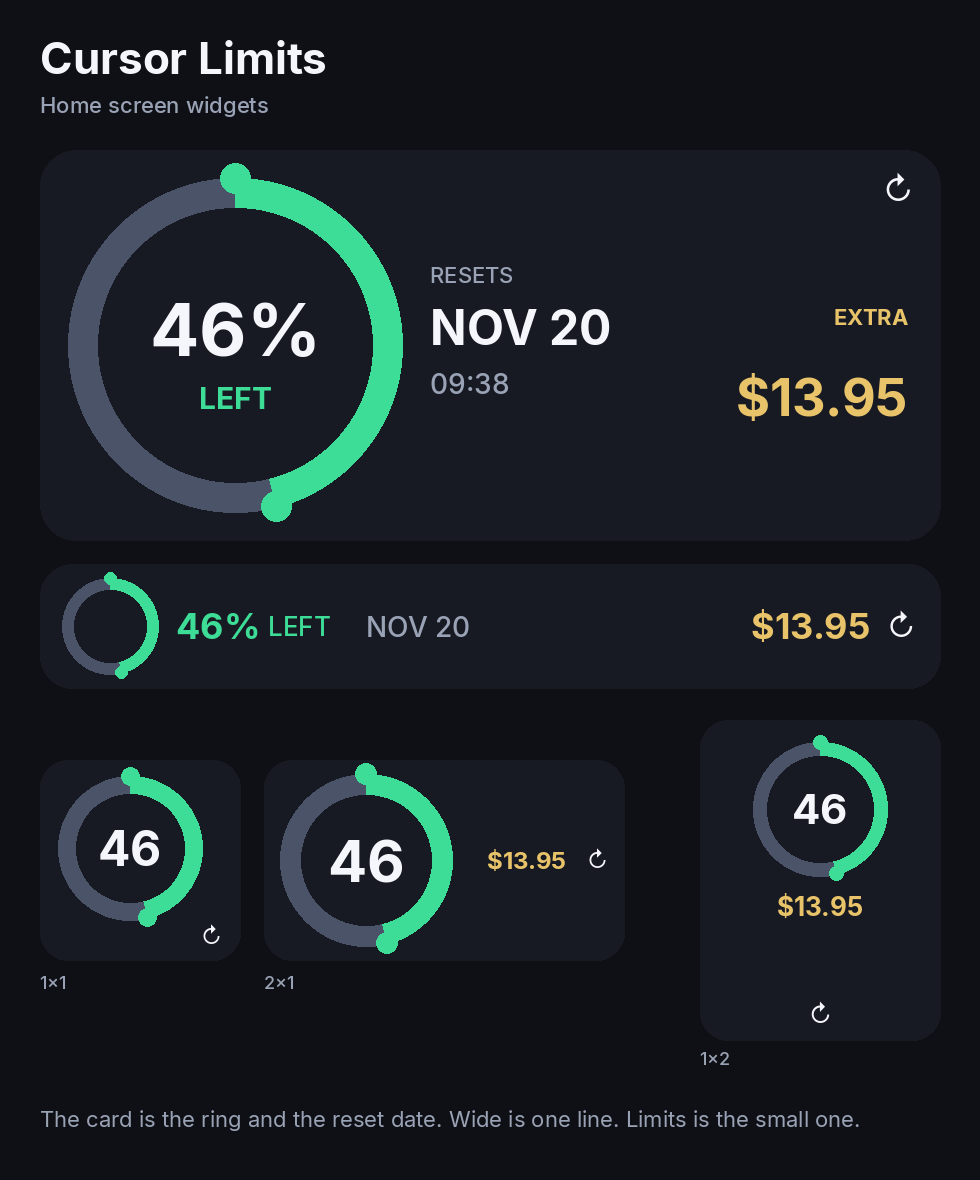 Cursor Limits
Home screen widgets
46%
LEFT
RESETS
NOV 20
09:38
EXTRA
$13.95
46% LEFT NOV 20 $13.95
46
1×1
46 $13.95
2×1
46
$13.95
1×2
The card is the ring and the reset date. Wide is one line. Limits is the small one.